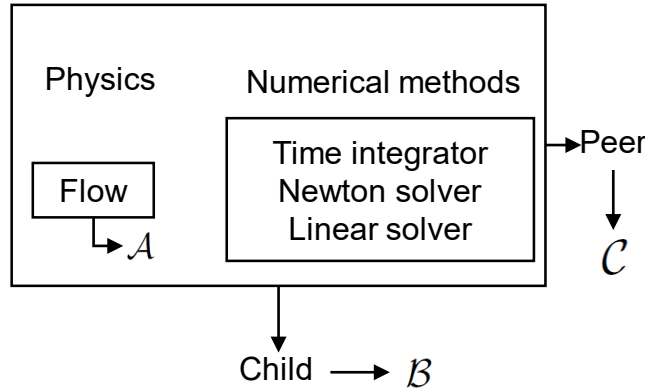 Physics
Numerical methods
Time integrator
Newton solver
Linear solver
Flow
𝒜
Peer
𝒞
Child
ℬ